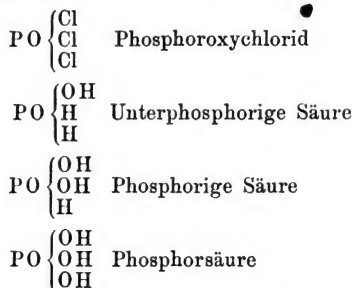 PO { Cl Cl Cl Phosphoroxychlorid
PO { OH H H Unterphosphorige Säure
PO { OH OH H Phosphorige Säure
PO { OH OH OH Phosphorsäure